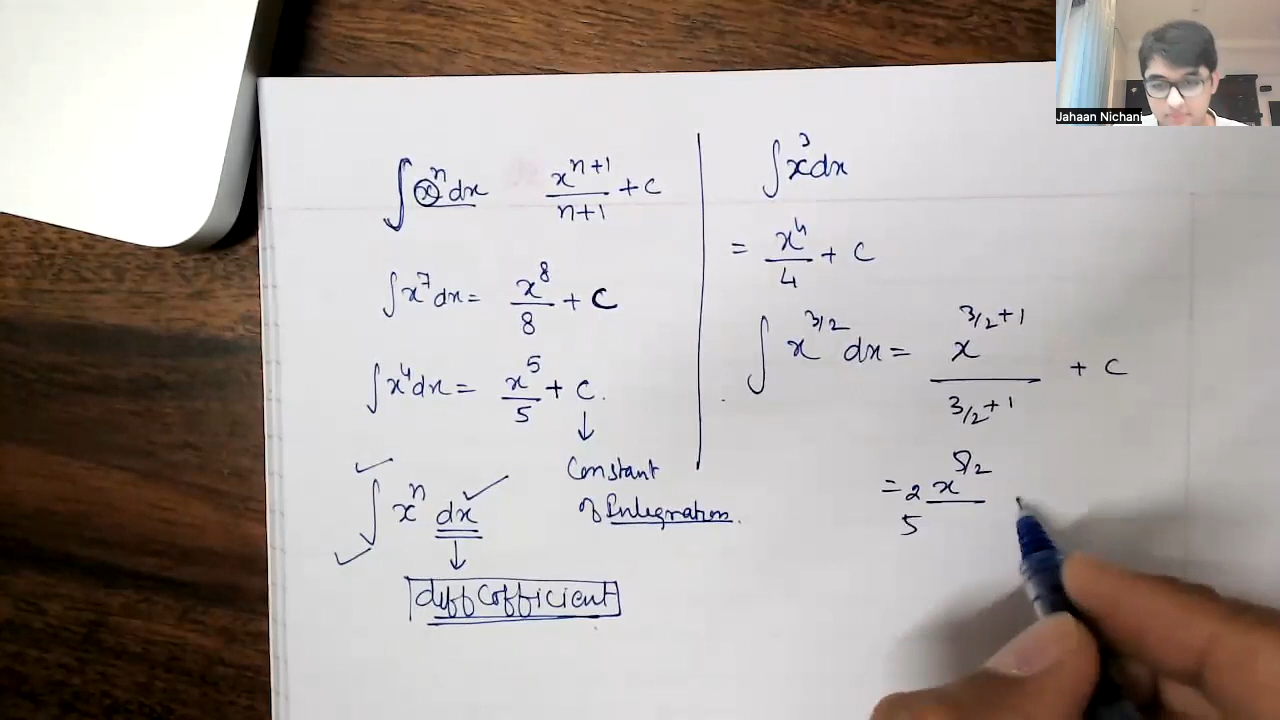 Jahaan Nichani
∫xⁿdx xⁿ⁺¹/n+1 + c
∫x⁷dx = x⁸/8 + c
∫x⁴dx = x⁵/5 + c.
↓
Constant
of Integration.
✓ ∫xⁿ dx ✓
✓ ↓
diff Cofficient
∫x³dx
= x⁴/4 + c
∫ x^3/2 dx = x^3/2+1 / 3/2+1 + c
= 2/5 x^5/2